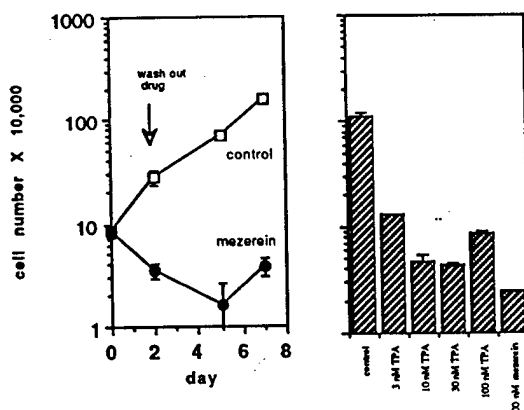 1000
wash out
drug
100
control
cell number X 10,000
10
mezerein
1
0 2 4 6 8
day
control
3 nM TPA
10 nM TPA
30 nM TPA
100 nM TPA
mezerein